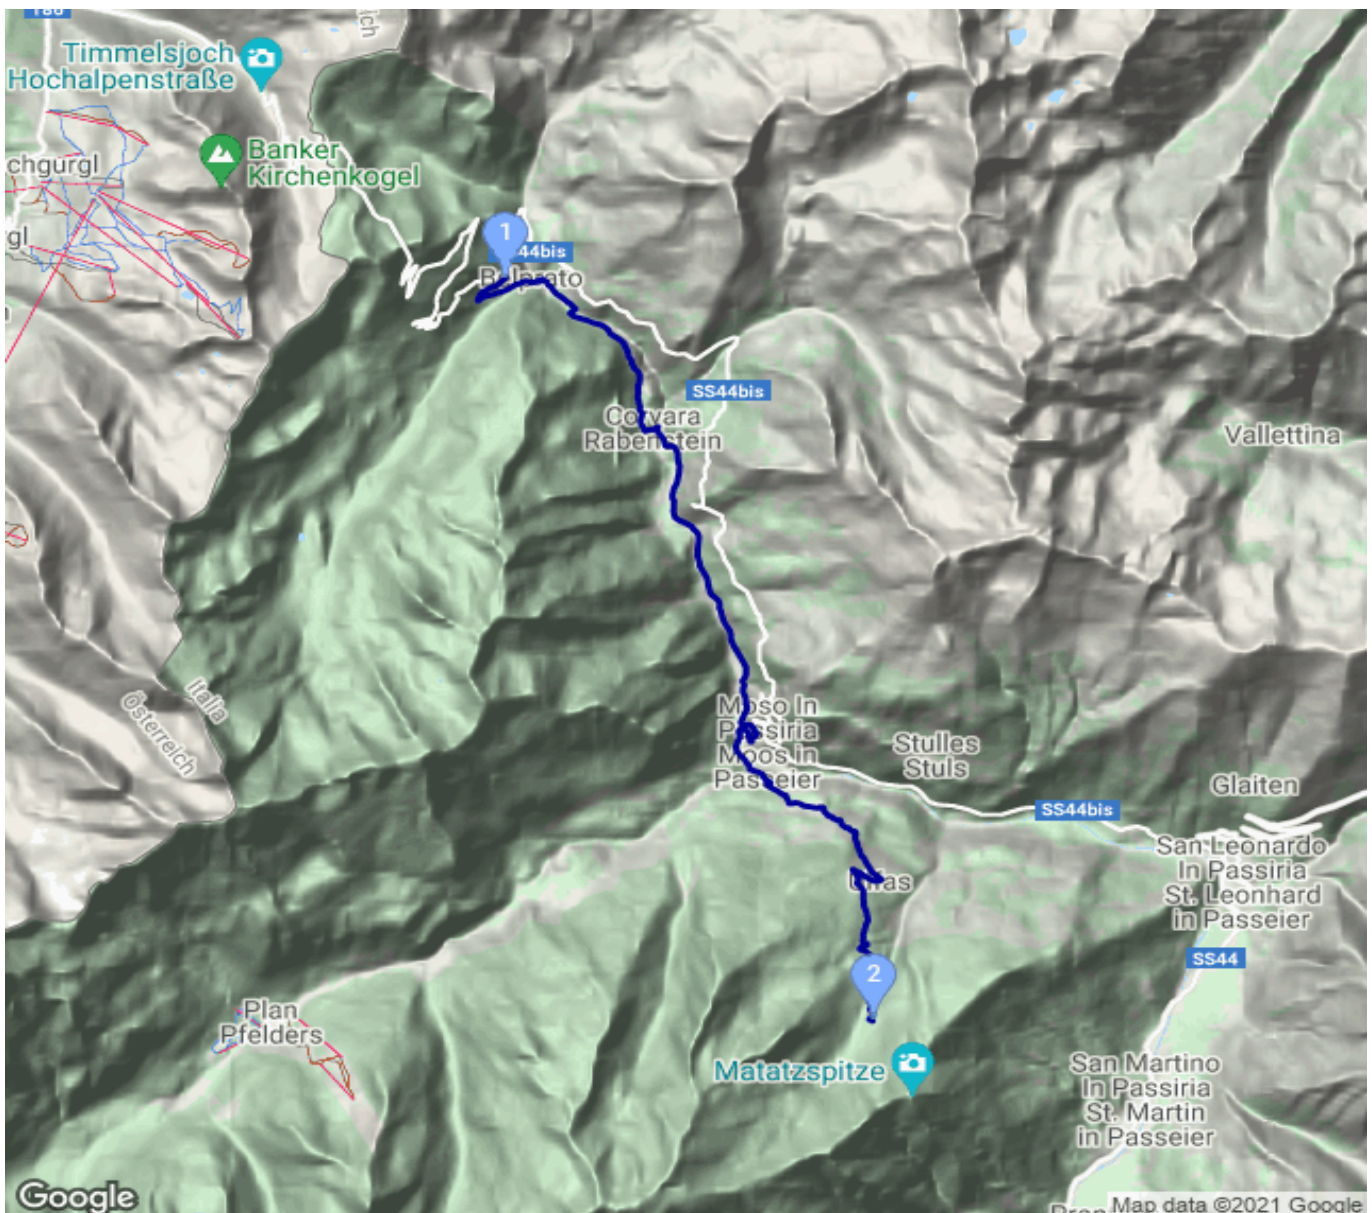 Timmelsjoch
Hochalpenstraße
Banker
Kirchenkogel
chgurgl
gl
1
44bis
SS44bis
Corvara
Rabenstein
Vallettina
Italia
Österreich
Moso In
Passiria
Moos in
Passeier
Stulles
Stuls
Glaiten
SS44bis
San Leonardo
In Passiria
St. Leonhard
in Passeier
SS44
2
Plan
Pfelders
Matatzspitze
San Martino
In Passiria
St. Martin
in Passeier
Google
Map data ©2021 Google